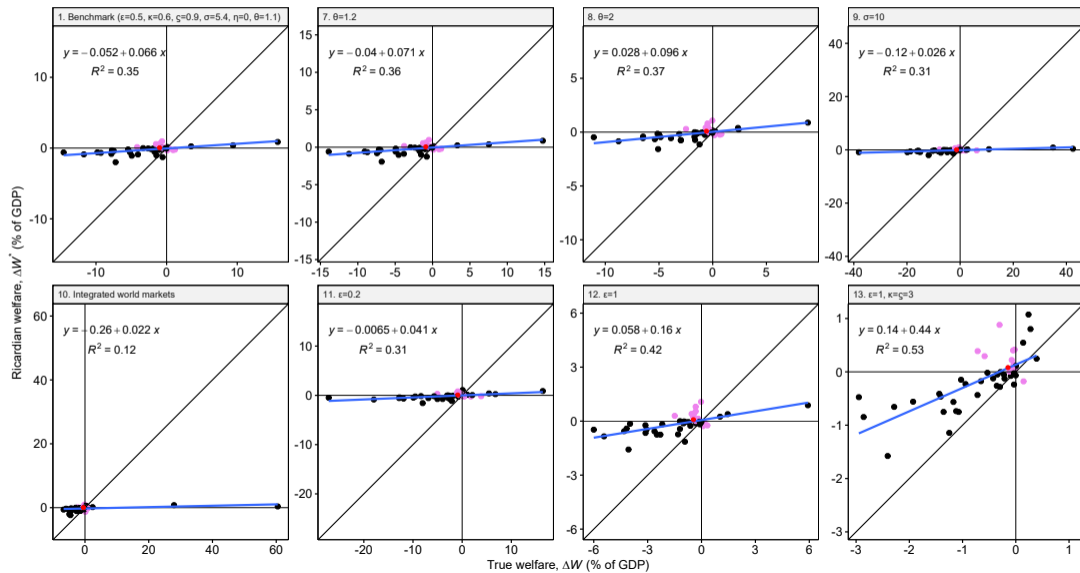 1. Benchmark (ε=0.5, κ=0.6, ς=0.9, σ=5.4, η=0, θ=1.1)
y = −0.052 + 0.066 x
R² = 0.35
10
0
-10
-10
0
10
7. θ=1.2
y = −0.04 + 0.071 x
R² = 0.36
15
10
5
0
-5
-10
-15
-15
-10
-5
0
5
10
15
8. θ=2
y = 0.028 + 0.096 x
R² = 0.37
5
0
-5
-10
-10
-5
0
5
9. σ=10
y = −0.12 + 0.026 x
R² = 0.31
40
20
0
-20
-40
-40
-20
0
20
40
Ricardian welfare, ΔW* (% of GDP)
10. Integrated world markets
y = −0.26 + 0.022 x
R² = 0.12
60
40
20
0
0
20
40
60
11. ε=0.2
y = −0.0065 + 0.041 x
R² = 0.31
10
0
-10
-20
-20
-10
0
10
12. ε=1
y = 0.058 + 0.16 x
R² = 0.42
6
3
0
-3
-6
-6
-3
0
3
6
13. ε=1, κ=ς=3
y = 0.14 + 0.44 x
R² = 0.53
1
0
-1
-2
-3
-3
-2
-1
0
1
True welfare, ΔW (% of GDP)